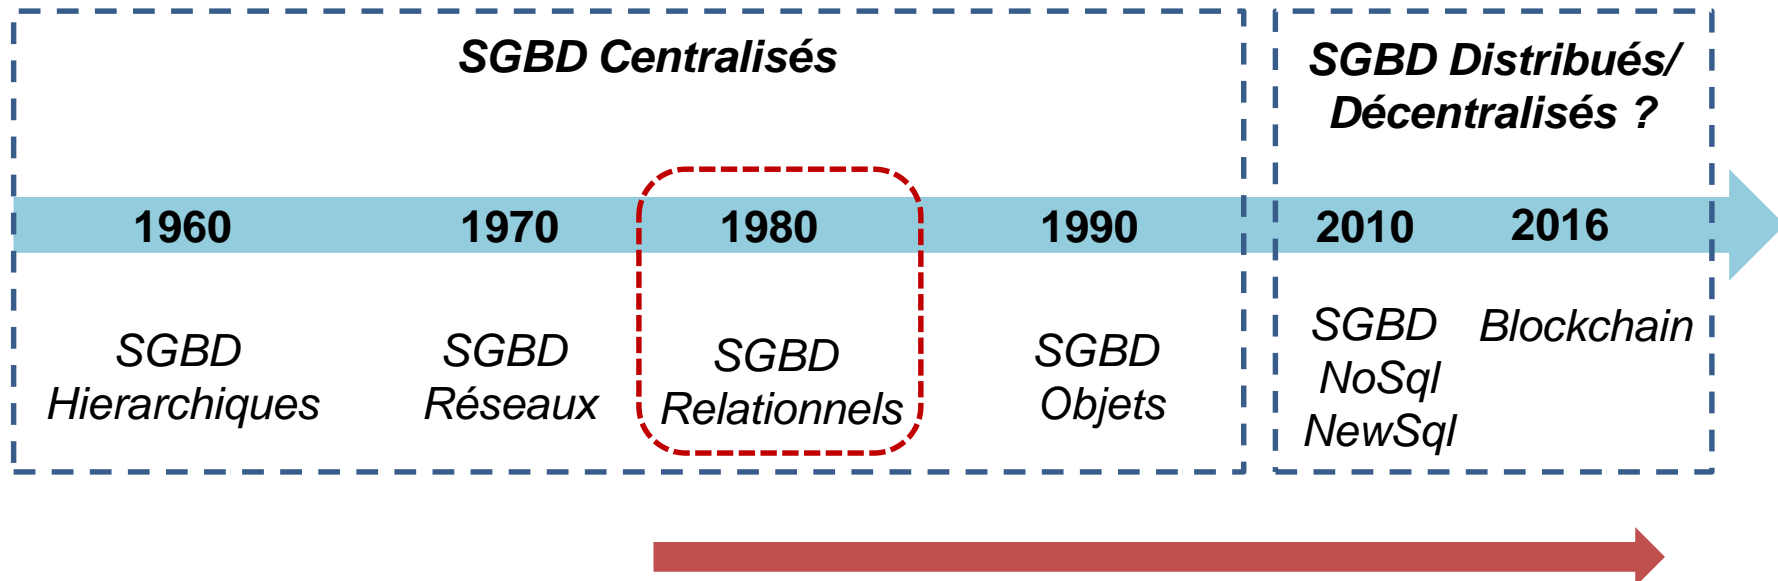 SGBD Centralisés
SGBD Distribués/
Décentralisés ?
1960
1970
1980
1990
2010
2016
SGBD
Hierarchiques
SGBD
Réseaux
SGBD
Relationnels
SGBD
Objets
SGBD
NoSql
NewSql
Blockchain